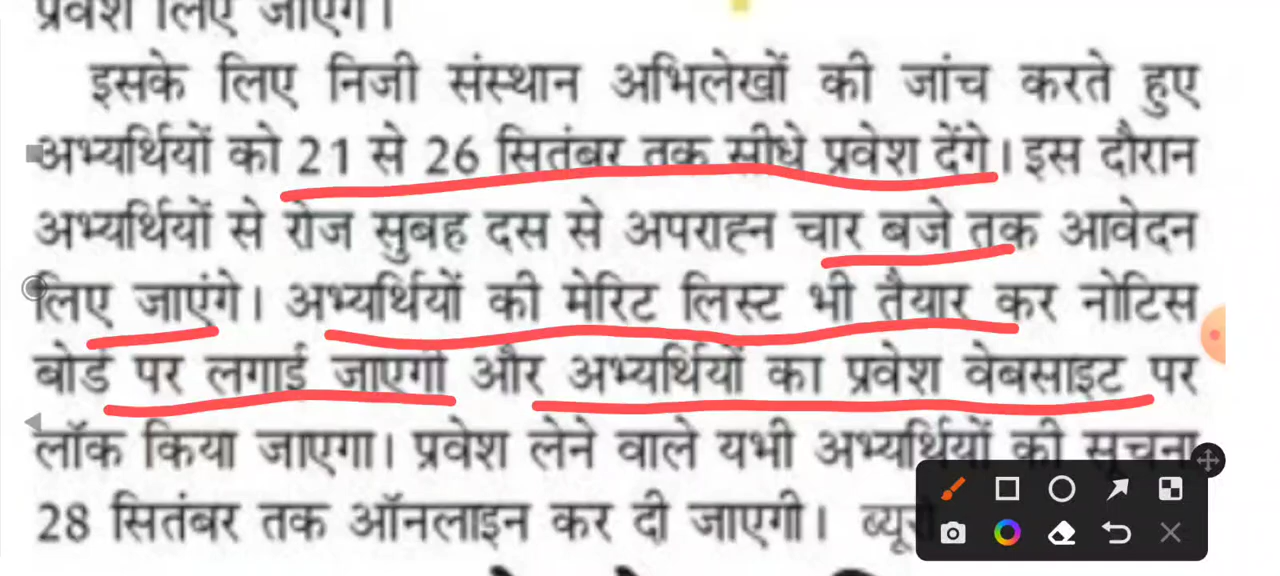 प्रवेश लिए जाएंगे।
इसके लिए निजी संस्थान अभिलेखों की जांच करते हुए
अभ्यर्थियों को 21 से 26 सितंबर तक सीधे प्रवेश देंगे। इस दौरान
अभ्यर्थियों से रोज सुबह दस से अपराह्न चार बजे तक आवेदन
लिए जाएंगे। अभ्यर्थियों की मेरिट लिस्ट भी तैयार कर नोटिस
बोर्ड पर लगाई जाएगी और अभ्यर्थियों का प्रवेश वेबसाइट पर
लॉक किया जाएगा। प्रवेश लेने वाले यभी अभ्यर्थियों की सूचना
28 सितंबर तक ऑनलाइन कर दी जाएगी।